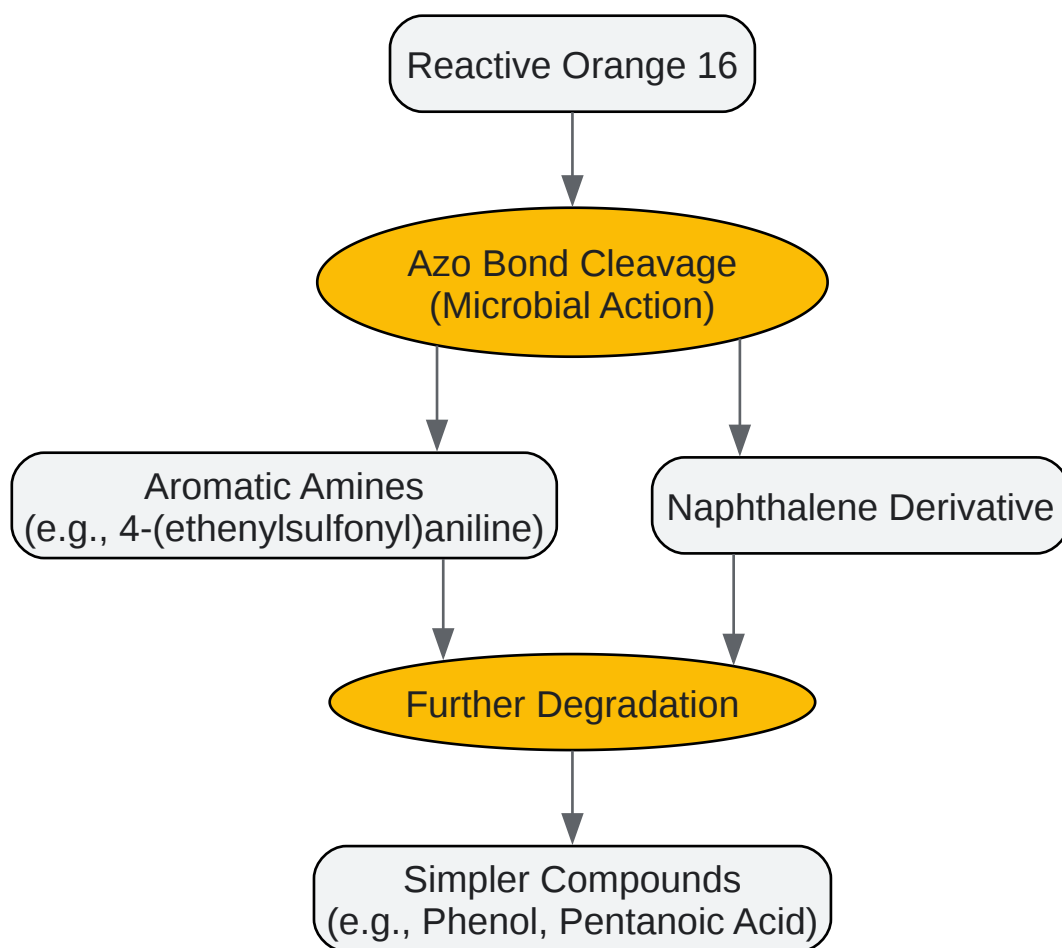 Reactive Orange 16
Azo Bond Cleavage
(Microbial Action)
Aromatic Amines
(e.g., 4-(ethenylsulfonyl)aniline)
Naphthalene Derivative
Further Degradation
Simpler Compounds
(e.g., Phenol, Pentanoic Acid)